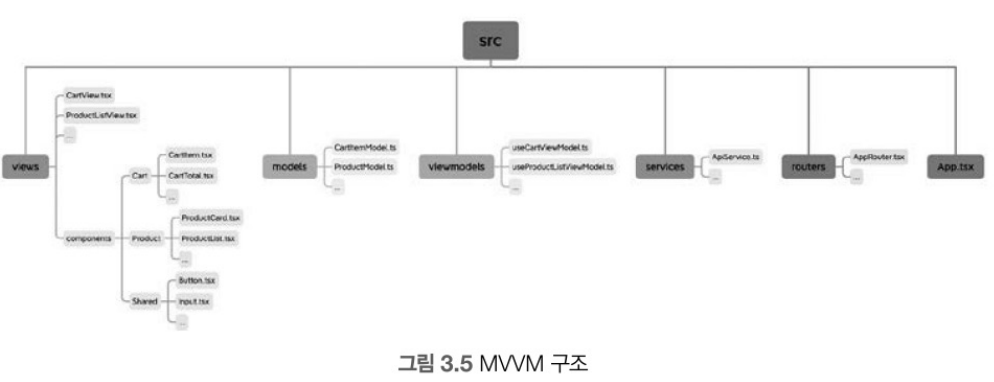 src
views
CartView.tsx
ProductListView.tsx
...
components
Cart
CartItem.tsx
CartTotal.tsx
...
Product
ProductCard.tsx
ProductList.tsx
...
Shared
Button.tsx
Input.tsx
...
models
CartItemModel.ts
ProductModel.ts
...
viewmodels
useCartViewModel.ts
useProductListViewModel.ts
...
services
ApiService.ts
...
routers
AppRouter.tsx
...
App.tsx
그림 3.5 MVVM 구조